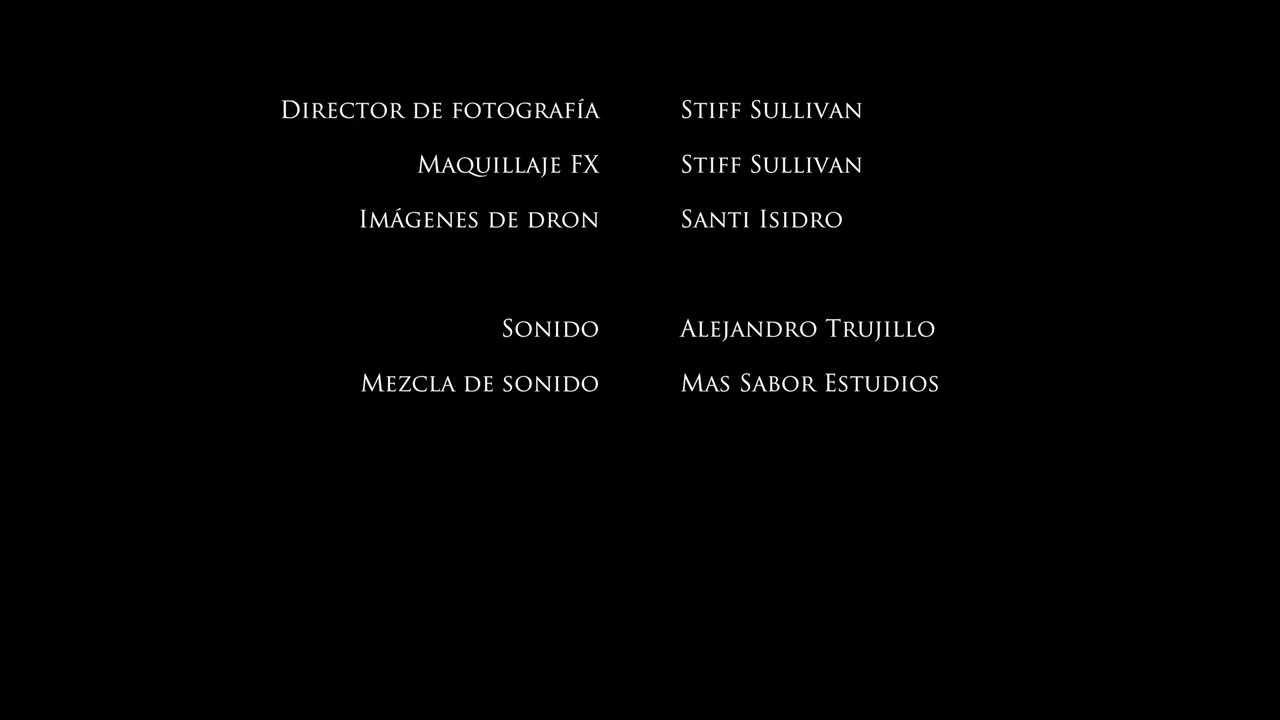 Director de fotografía Stiff Sullivan
Maquillaje FX Stiff Sullivan
Imágenes de dron Santi Isidro
Sonido Alejandro Trujillo
Mezcla de sonido Mas Sabor Estudios